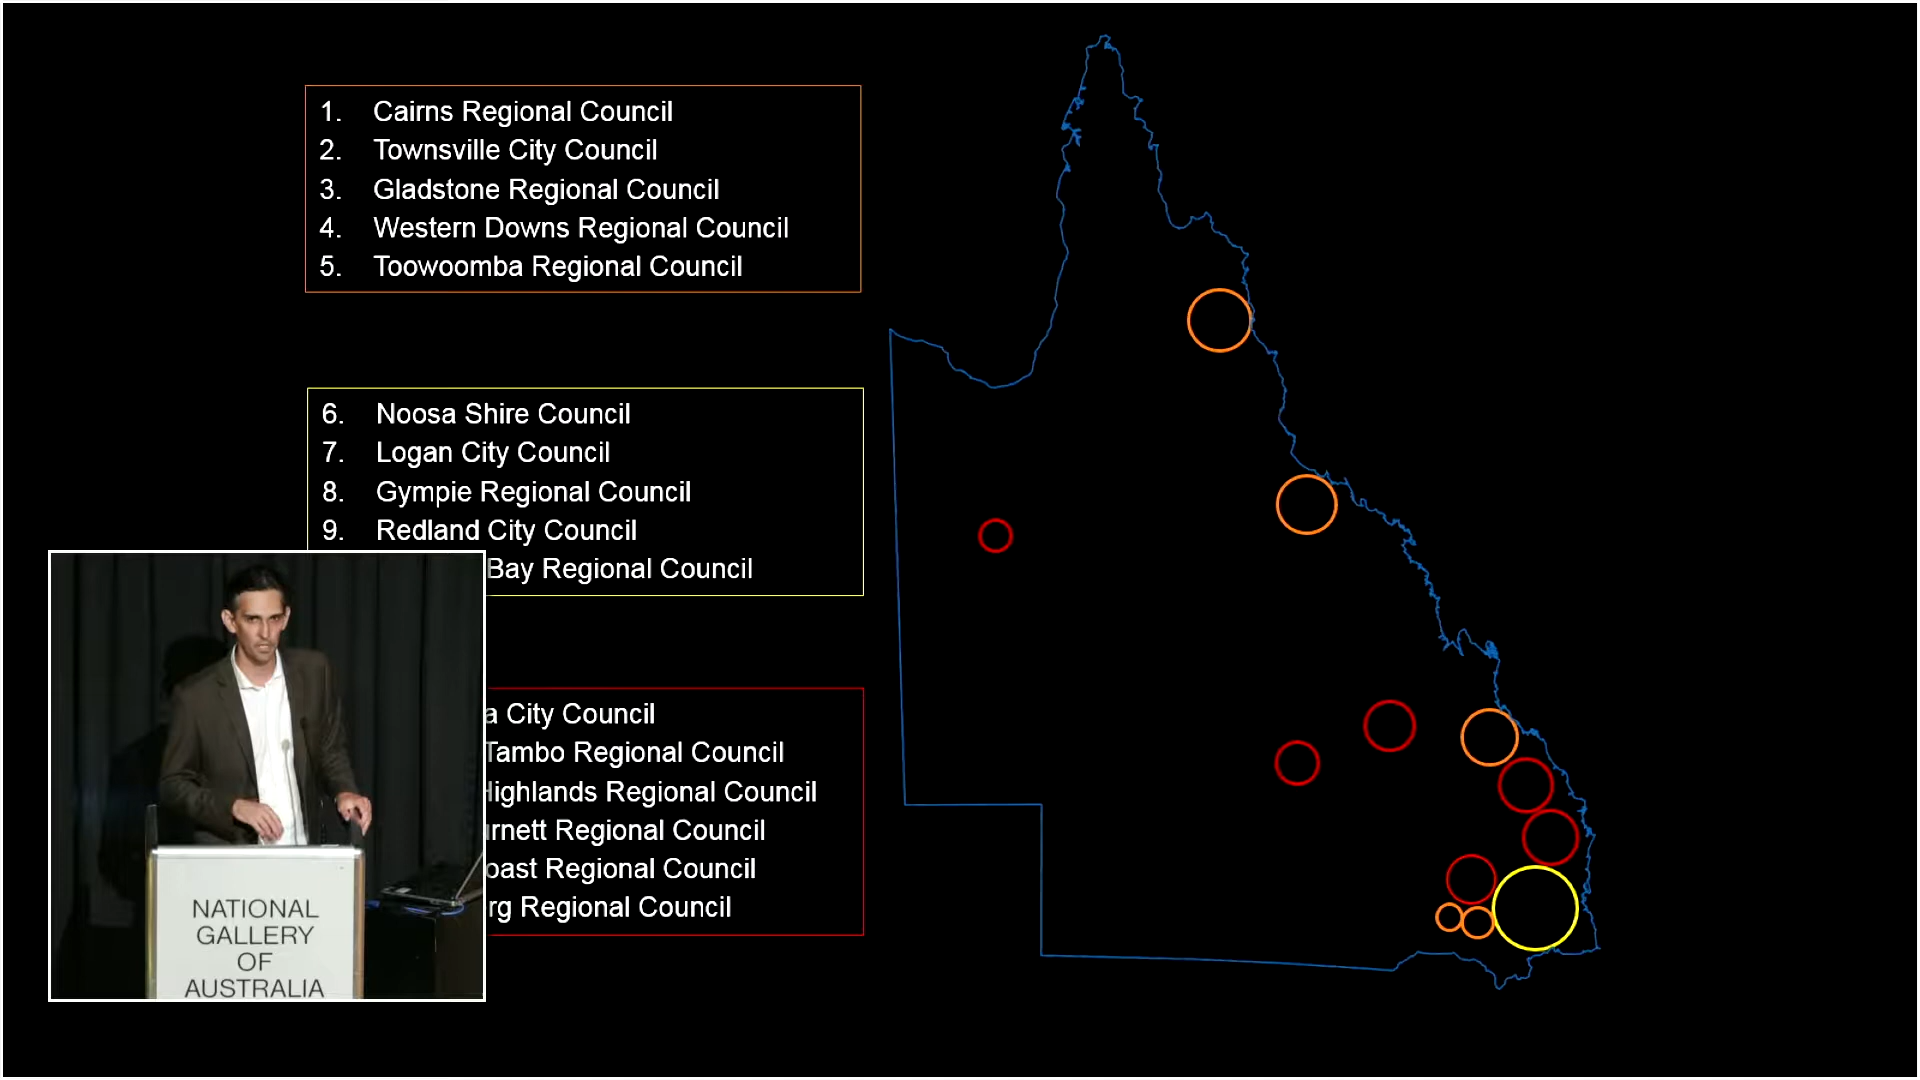 1. Cairns Regional Council
2. Townsville City Council
3. Gladstone Regional Council
4. Western Downs Regional Council
5. Toowoomba Regional Council
6. Noosa Shire Council
7. Logan City Council
8. Gympie Regional Council
9. Redland City Council
Bay Regional Council
a City Council
Tambo Regional Council
Highlands Regional Council
urnett Regional Council
oast Regional Council
rg Regional Council
NATIONAL
GALLERY
OF
AUSTRALIA